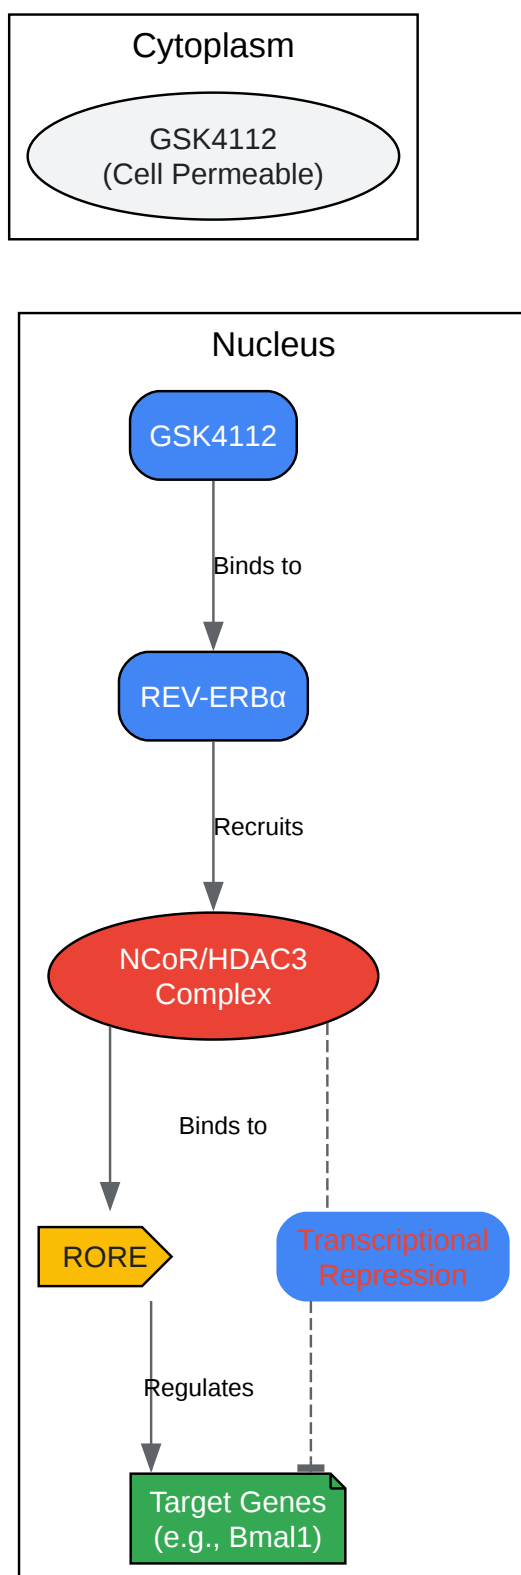 Cytoplasm
GSK4112
(Cell Permeable)
Nucleus
GSK4112
Binds to
REV-ERBα
Recruits
NCoR/HDAC3
Complex
Binds to
RORE
Transcriptional
Repression
Regulates
Target Genes
(e.g., Bmal1)